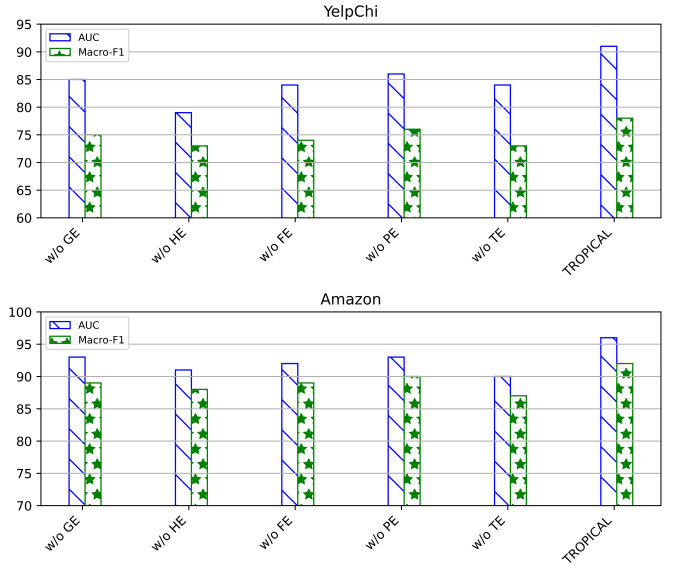 YelpChi
95
90
85
80
75
70
65
60
AUC
Macro-F1
w/o GE
w/o HE
w/o FE
w/o PE
w/o TE
TROPICAL
Amazon
100
95
90
85
80
75
70
AUC
Macro-F1
w/o GE
w/o HE
w/o FE
w/o PE
w/o TE
TROPICAL